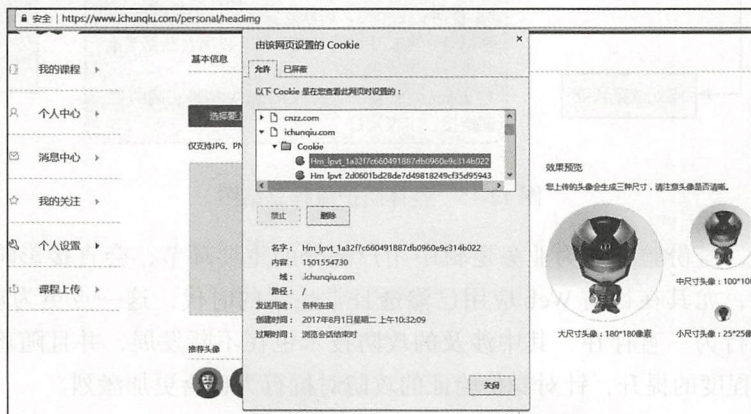 安全 | https://www.ichunqiu.com/personal/headimg
我的课程
个人中心
消息中心
我的关注
个人设置
课程上传
基本信息
选择要上
仅支持JPG, PN
推荐头像
由该网页设置的 Cookie
×
允许 已屏蔽
以下 Cookie 是在您查看此网页时设置的：
cnzz.com
ichunqiu.com
Cookie
Hm_lpvt_1a32f7c660491887db0960e9c314b022
Hm_lpvt_2d0601bd28de7d49818249cf35d95943
禁止 删除
名字： Hm_lpvt_1a32f7c660491887db0960e9c314b022
内容： 1501554730
域： .ichunqiu.com
路径： /
发送用途： 各种连接
创建时间： 2017年8月1日星期二 上午10:32:09
过期时间： 浏览会话结束时
关闭
效果预览
您上传的头像会生成三种尺寸，请注意头像是否清晰。
中尺寸头像：100*100
大尺寸头像：180*180像素
小尺寸头像：25*25像